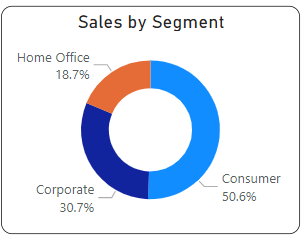 Sales by Segment
Home Office
18.7%
Consumer
50.6%
Corporate
30.7%